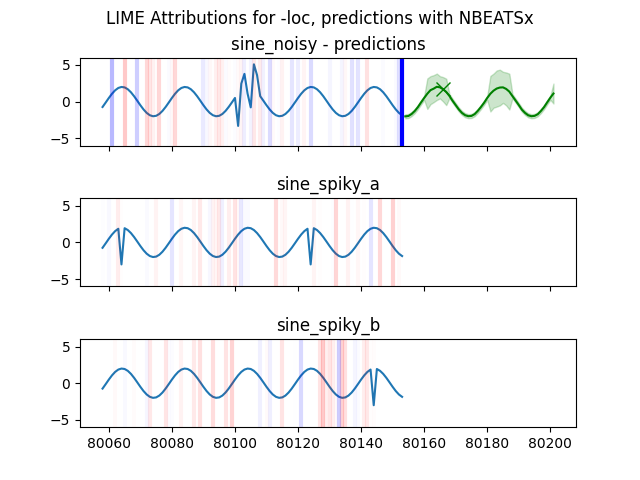 LIME Attributions for -loc, predictions with NBEATSx
sine_noisy - predictions
5
0
−5
sine_spiky_a
5
0
−5
sine_spiky_b
5
0
−5
80060 80080 80100 80120 80140 80160 80180 80200